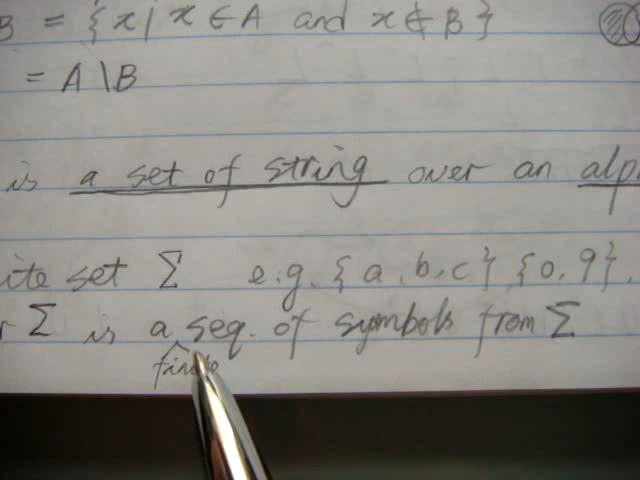 B = {x | x ∈ A and x ∉ B}
= A \ B
is a set of string over an alp
ite set Σ e.g. {a, b, c} {0, 9},
r Σ is a seq. of symbols from Σ
finite